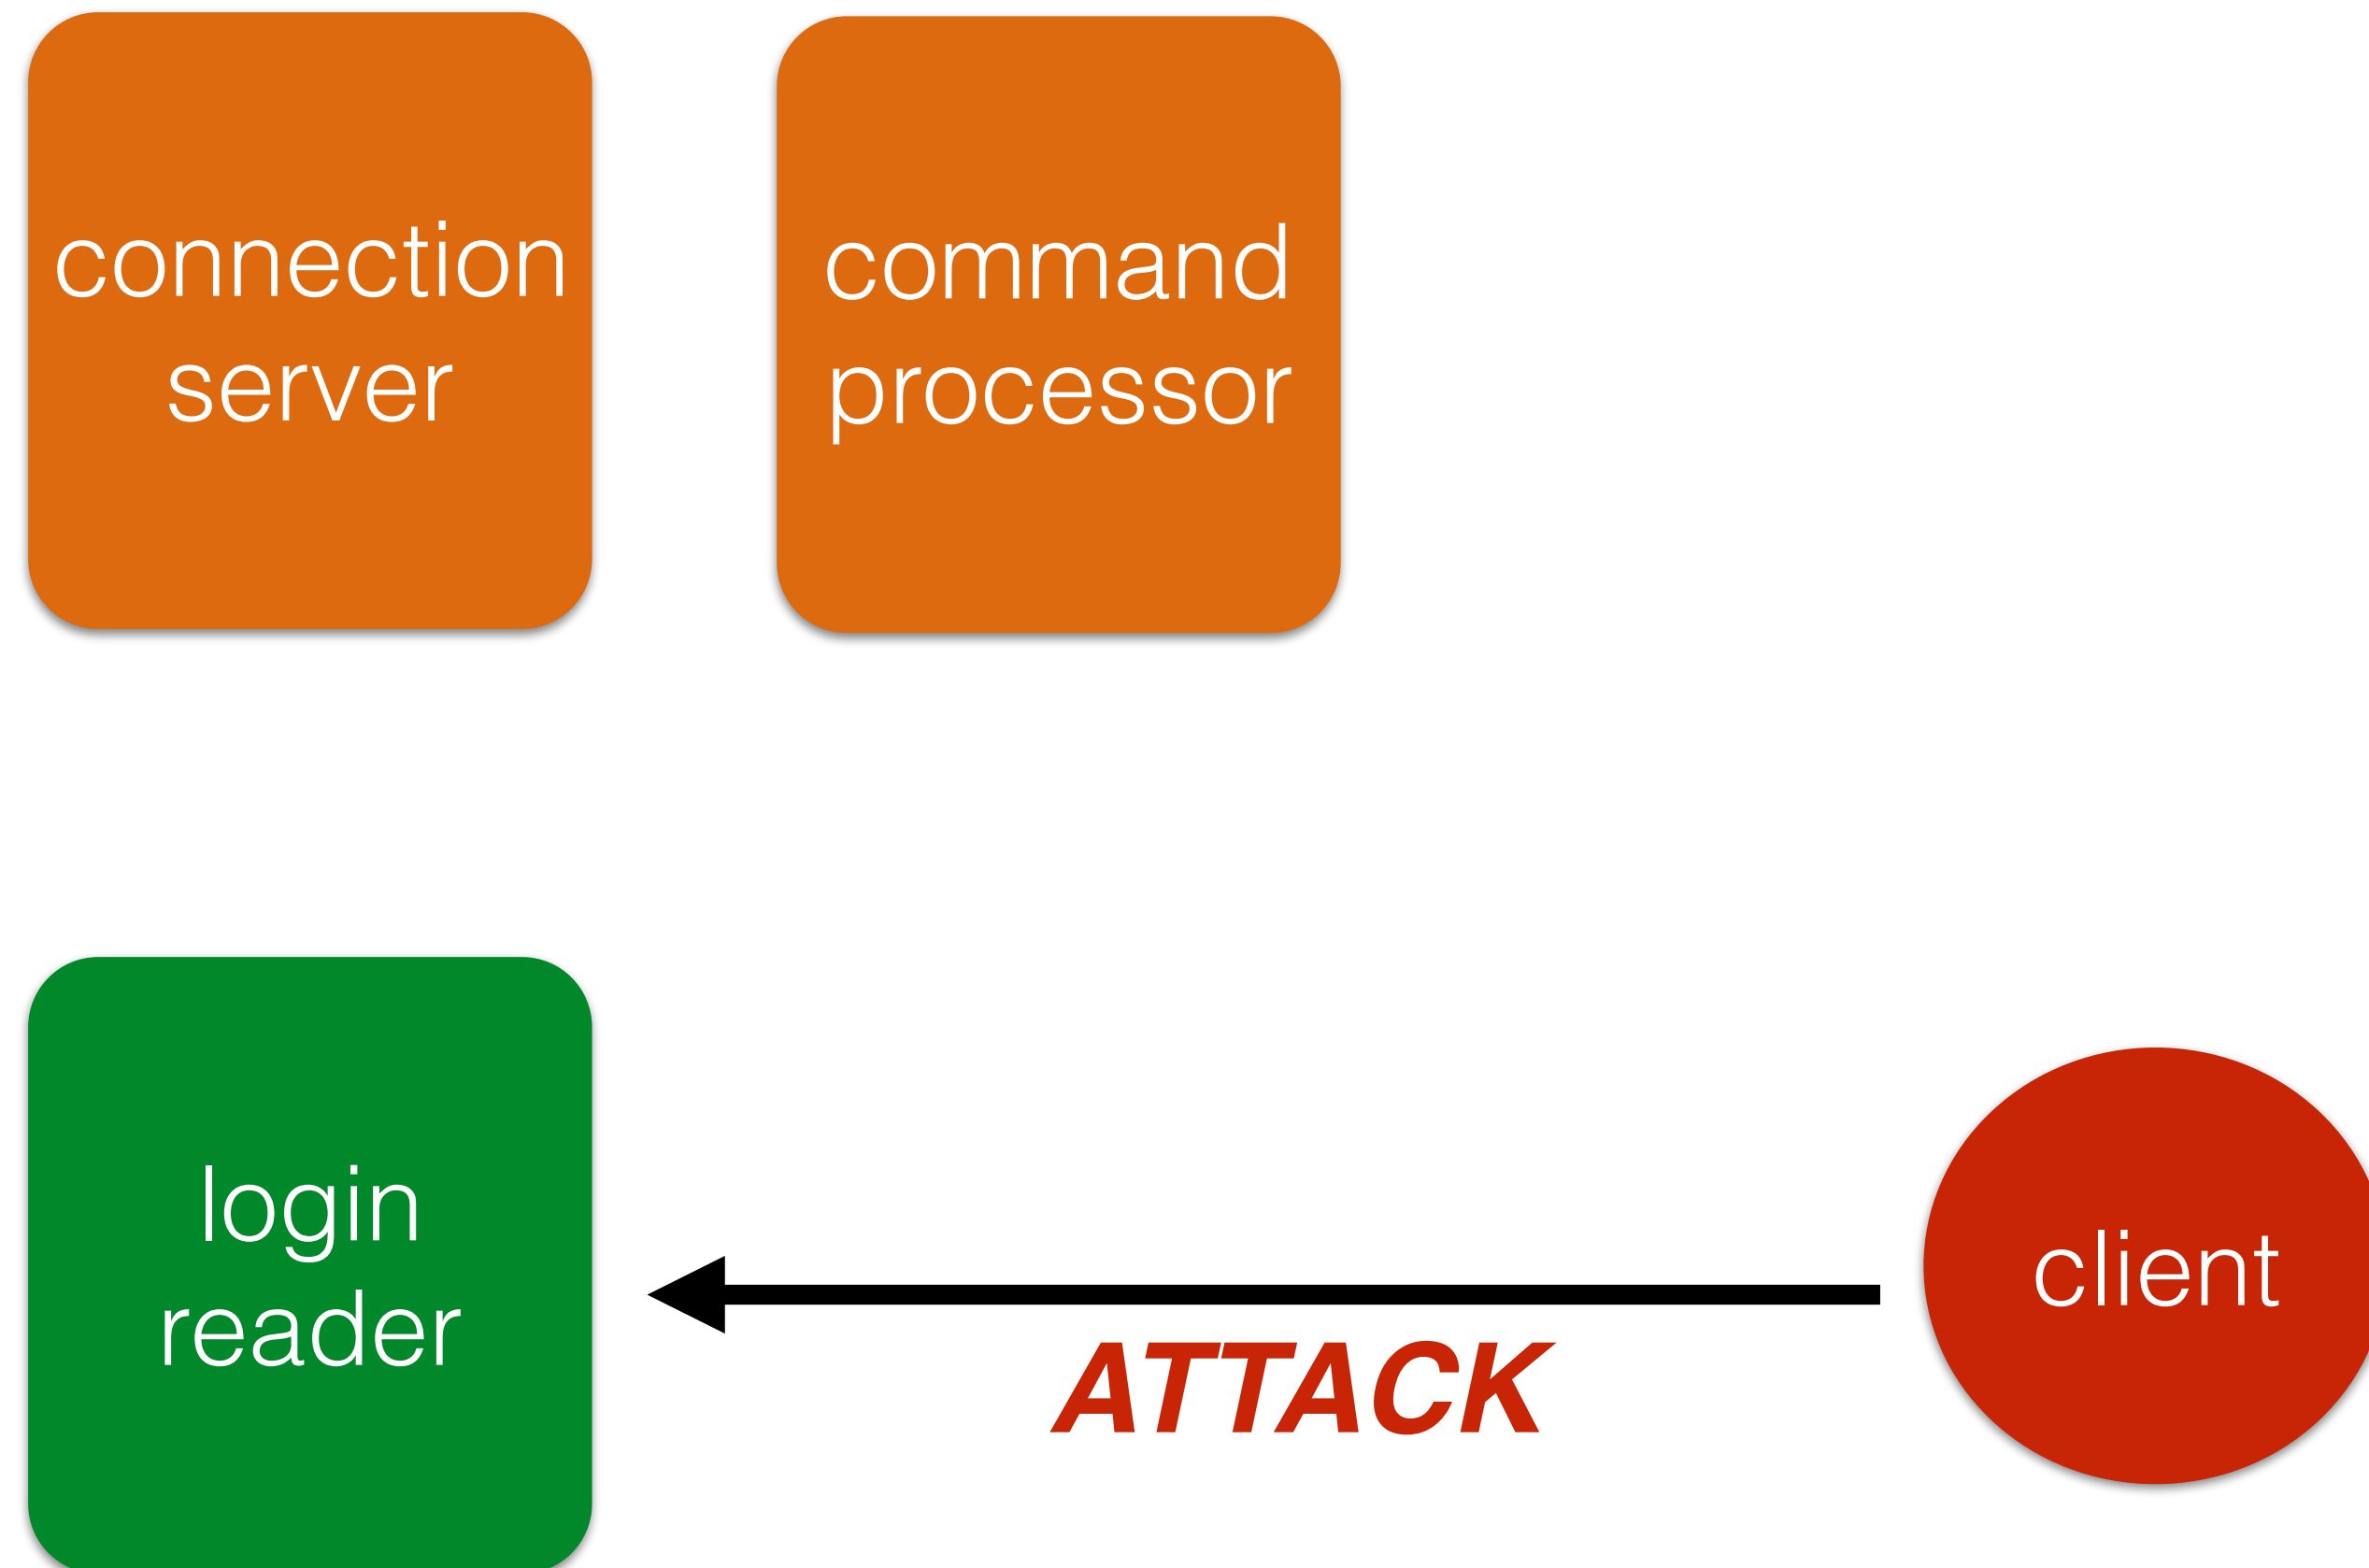 connection
server
command
processor
login
reader
ATTACK
client